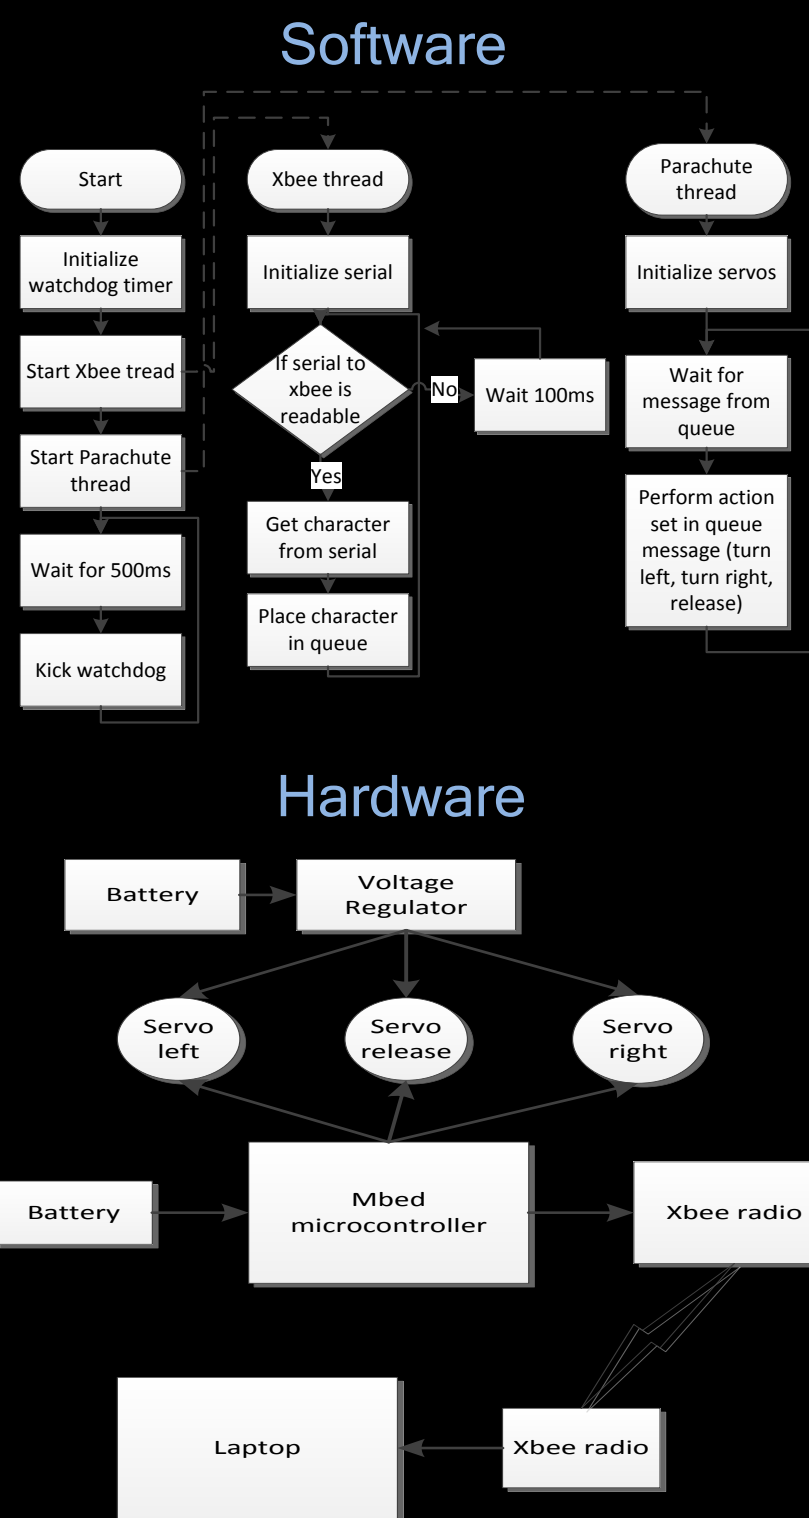 Software
Start
Initialize
watchdog timer
Start Xbee tread
Start Parachute
thread
Wait for 500ms
Kick watchdog
Xbee thread
Initialize serial
If serial to
xbee is
readable
No
Wait 100ms
Yes
Get character
from serial
Place character
in queue
Parachute
thread
Initialize servos
Wait for
message from
queue
Perform action
set in queue
message (turn
left, turn right,
release)
Hardware
Battery
Voltage
Regulator
Servo
left
Servo
release
Servo
right
Battery
Mbed
microcontroller
Xbee radio
Laptop
Xbee radio